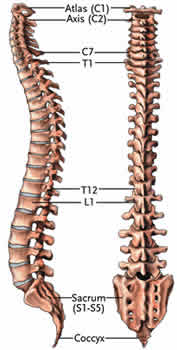 Atlas (C1)
Axis (C2)
C7
T1
T12
L1
Sacrum
(S1-S5)
Coccyx